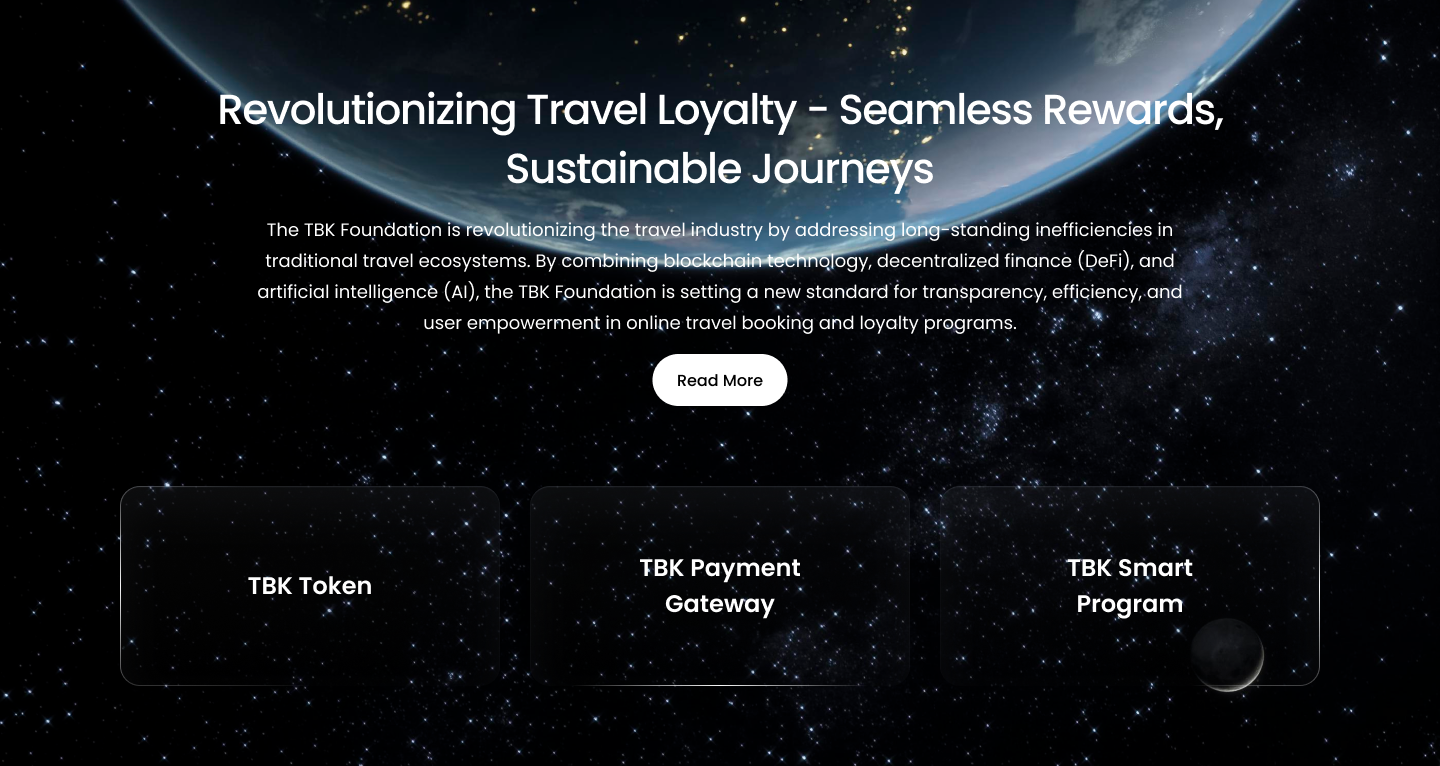 Revolutionizing Travel Loyalty - Seamless Rewards,
Sustainable Journeys
The TBK Foundation is revolutionizing the travel industry by addressing long-standing inefficiencies in
traditional travel ecosystems. By combining blockchain technology, decentralized finance (DeFi), and
artificial intelligence (AI), the TBK Foundation is setting a new standard for transparency, efficiency, and
user empowerment in online travel booking and loyalty programs.
Read More
TBK Token
TBK Payment
Gateway
TBK Smart
Program